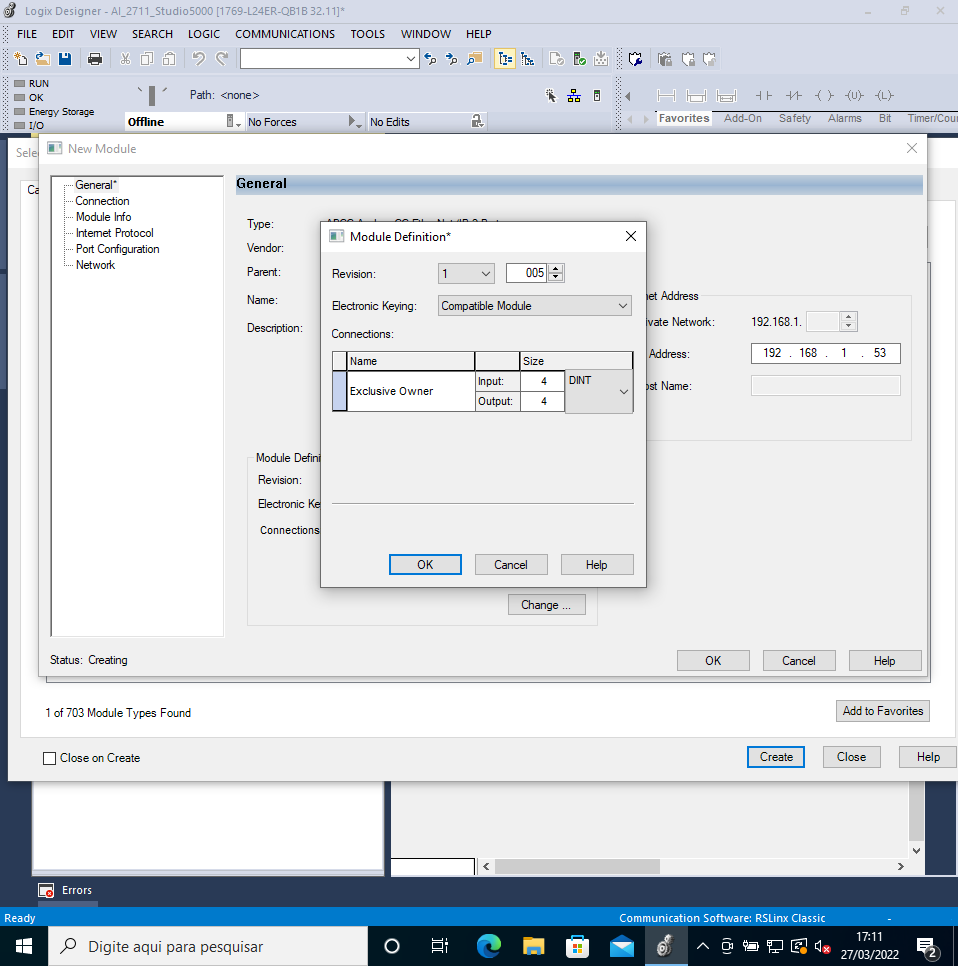 Logix Designer - AI_2711_Studio5000 [1769-L24ER-QB1B 32.11]*
FILE EDIT VIEW SEARCH LOGIC COMMUNICATIONS TOOLS WINDOW HELP
RUN
OK
Energy Storage
I/O
Path: <none>
Offline
No Forces
No Edits
Favorites Add-On Safety Alarms Bit Timer/Cou
Selec
New Module
Ca
General*
Connection
Module Info
Internet Protocol
Port Configuration
Network
General
Type:
Vendor:
Parent:
Name:
Description:
Module Defini
Revision:
Electronic Ke
Connections
Change ...
net Address
ivate Network: 192.168.1.
Address: 192 . 168 . 1 . 53
ost Name:
Module Definition*
Revision: 1 005
Electronic Keying: Compatible Module
Connections:
Name Size
Exclusive Owner
Input: 4 DINT
Output: 4
OK Cancel Help
Status: Creating
OK Cancel Help
1 of 703 Module Types Found
Add to Favorites
Close on Create
Create Close Help
Errors
Ready
Communication Software: RSLinx Classic
-
Digite aqui para pesquisar
17:11
27/03/2022
2